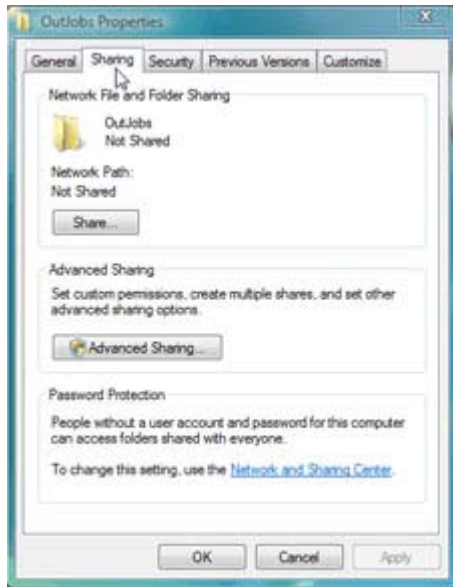 OutJobs Properties
General Sharing Security Previous Versions Customize
Network File and Folder Sharing
OutJobs
Not Shared
Network Path:
Not Shared
Share...
Advanced Sharing
Set custom permissions, create multiple shares, and set other
advanced sharing options.
Advanced Sharing...
Password Protection
People without a user account and password for this computer
can access folders shared with everyone.
To change this setting, use the Network and Sharing Center.
OK Cancel Apply